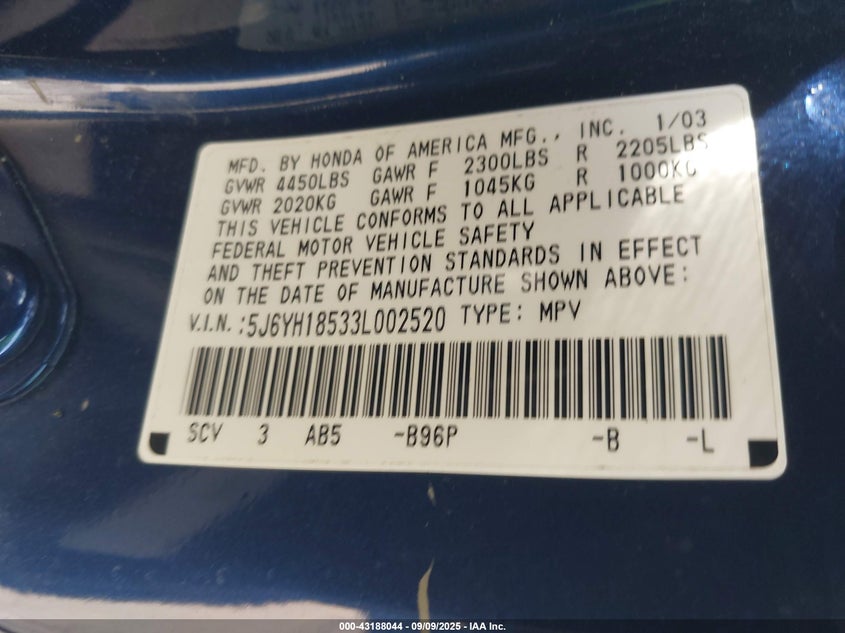 MFD. BY HONDA OF AMERICA MFG., INC. 1/03
GVWR 4450LBS GAWR F 2300LBS R 2205LBS
GVWR 2020KG GAWR F 1045KG R 1000KG
THIS VEHICLE CONFORMS TO ALL APPLICABLE
FEDERAL MOTOR VEHICLE SAFETY
AND THEFT PREVENTION STANDARDS IN EFFECT
ON THE DATE OF MANUFACTURE SHOWN ABOVE:
V.I.N.:5J6YH18533L002520 TYPE: MPV
SCV 3 AB5 -B96P -B -L
000-43188044 - 09/09/2025 - IAA Inc.